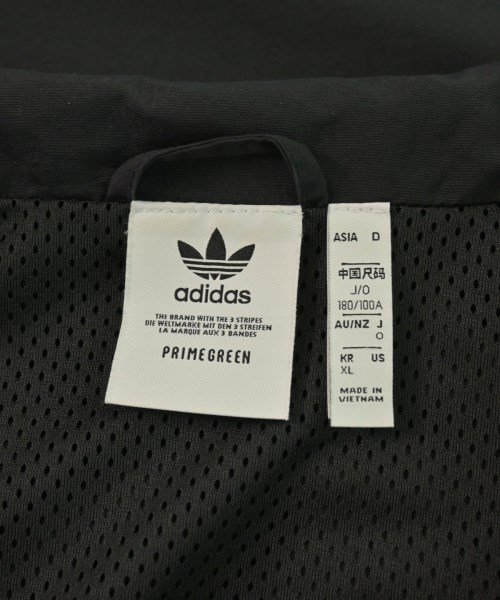 adidas
THE BRAND WITH THE 3 STRIPES
DIE WELTMARKE MIT DEN 3 STREIFEN
LA MARQUE AUX 3 BANDES
PRIMEGREEN
ASIA D
中国尺码
J/O
180/100A
AU/NZ J
O
KR US
XL
MADE IN
VIETNAM